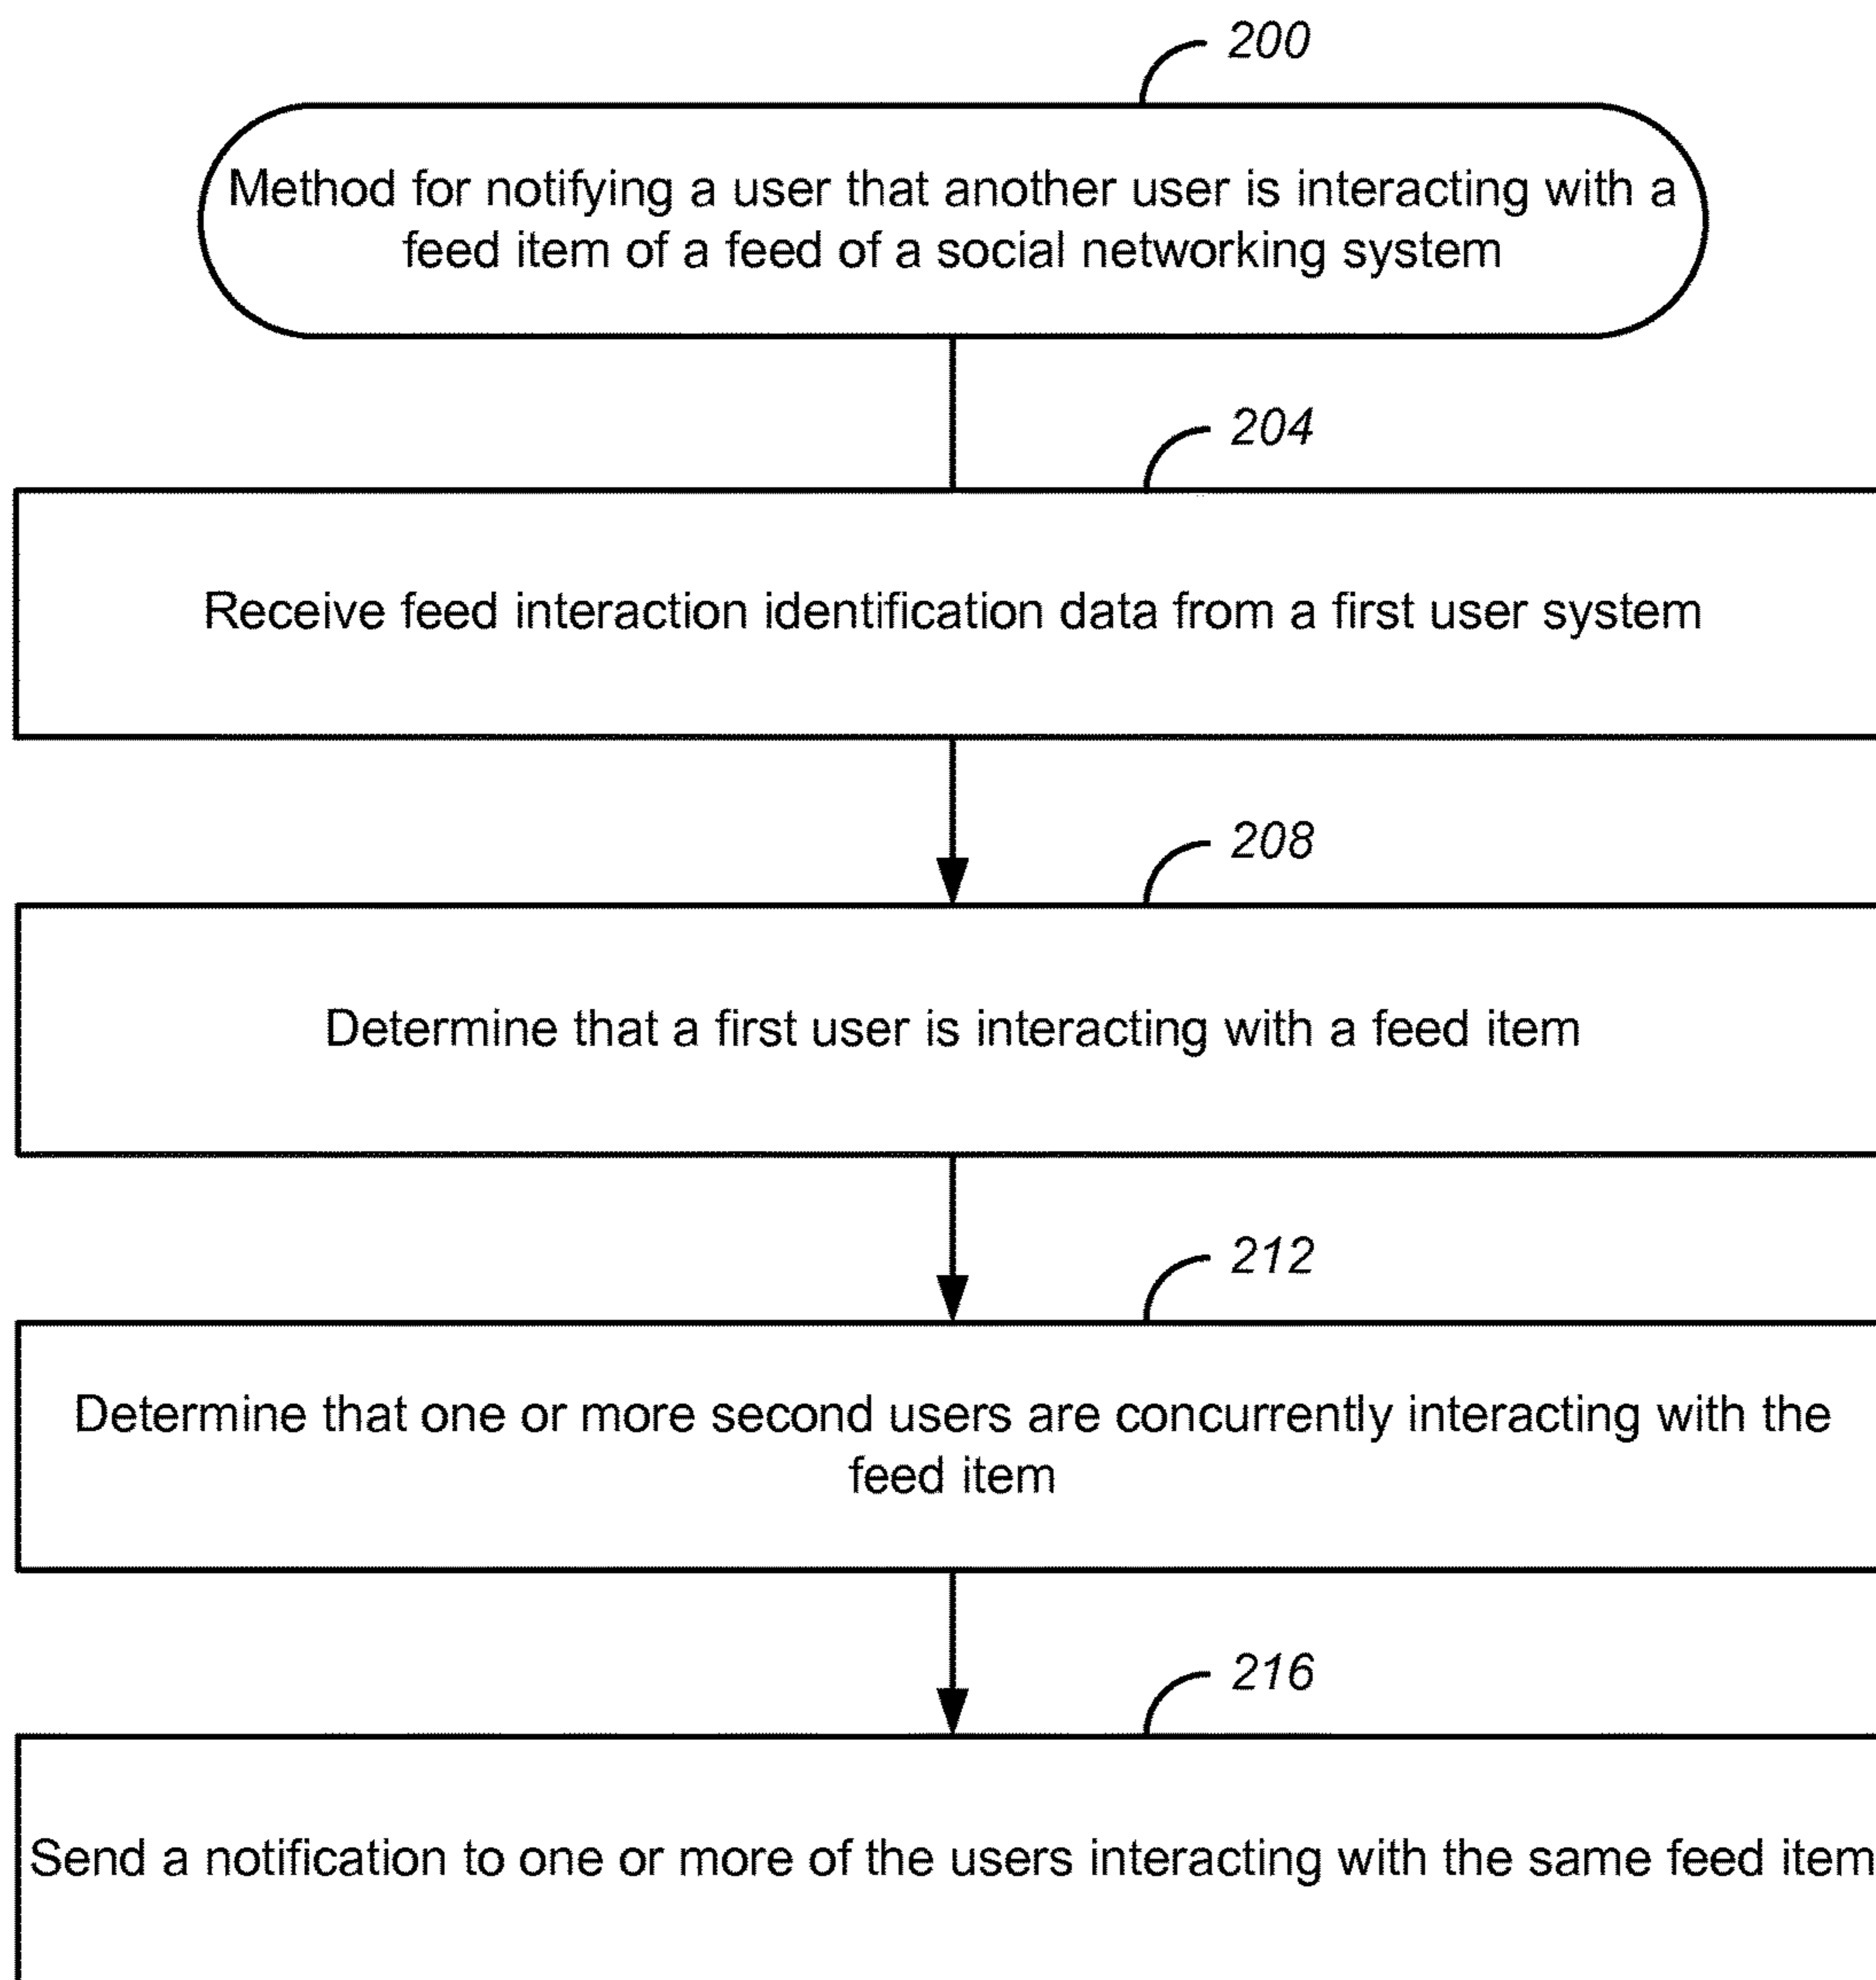 200
Method for notifying a user that another user is interacting with a
feed item of a feed of a social networking system
204
Receive feed interaction identification data from a first user system
208
Determine that a first user is interacting with a feed item
212
Determine that one or more second users are concurrently interacting with the
feed item
216
Send a notification to one or more of the users interacting with the same feed item